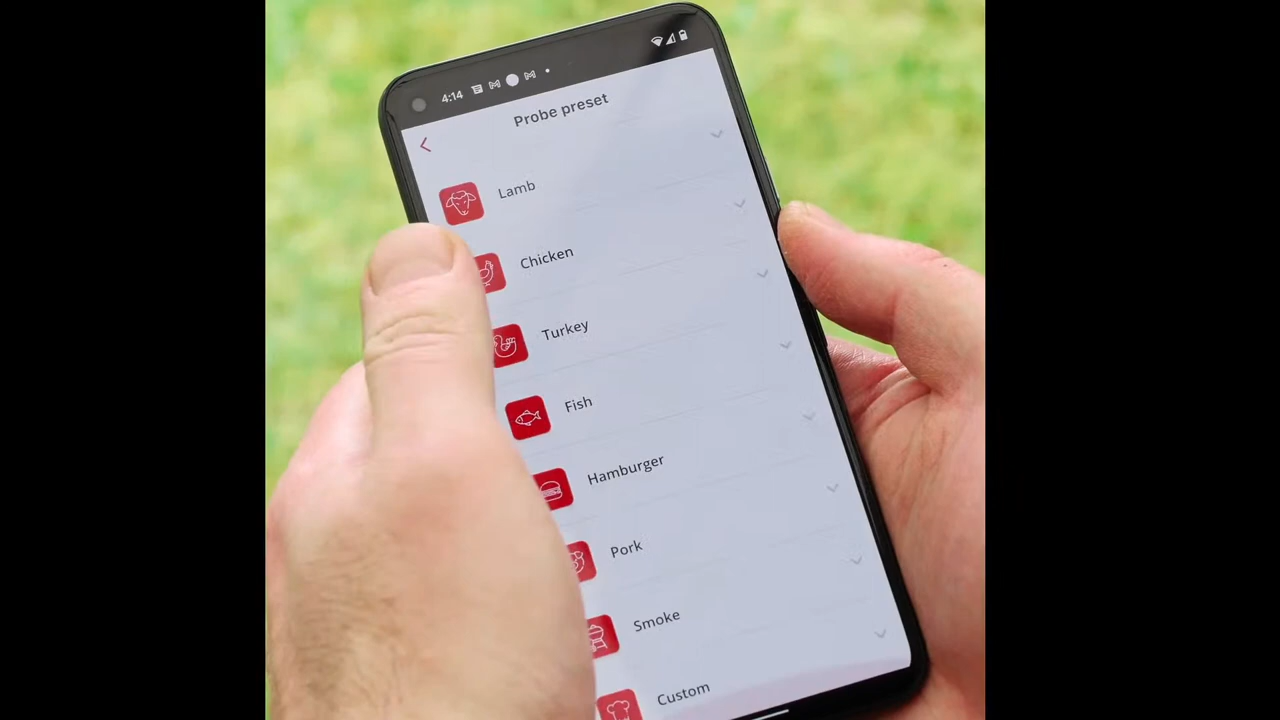 4:14
Probe preset
Lamb
Chicken
Turkey
Fish
Hamburger
Pork
Smoke
Custom